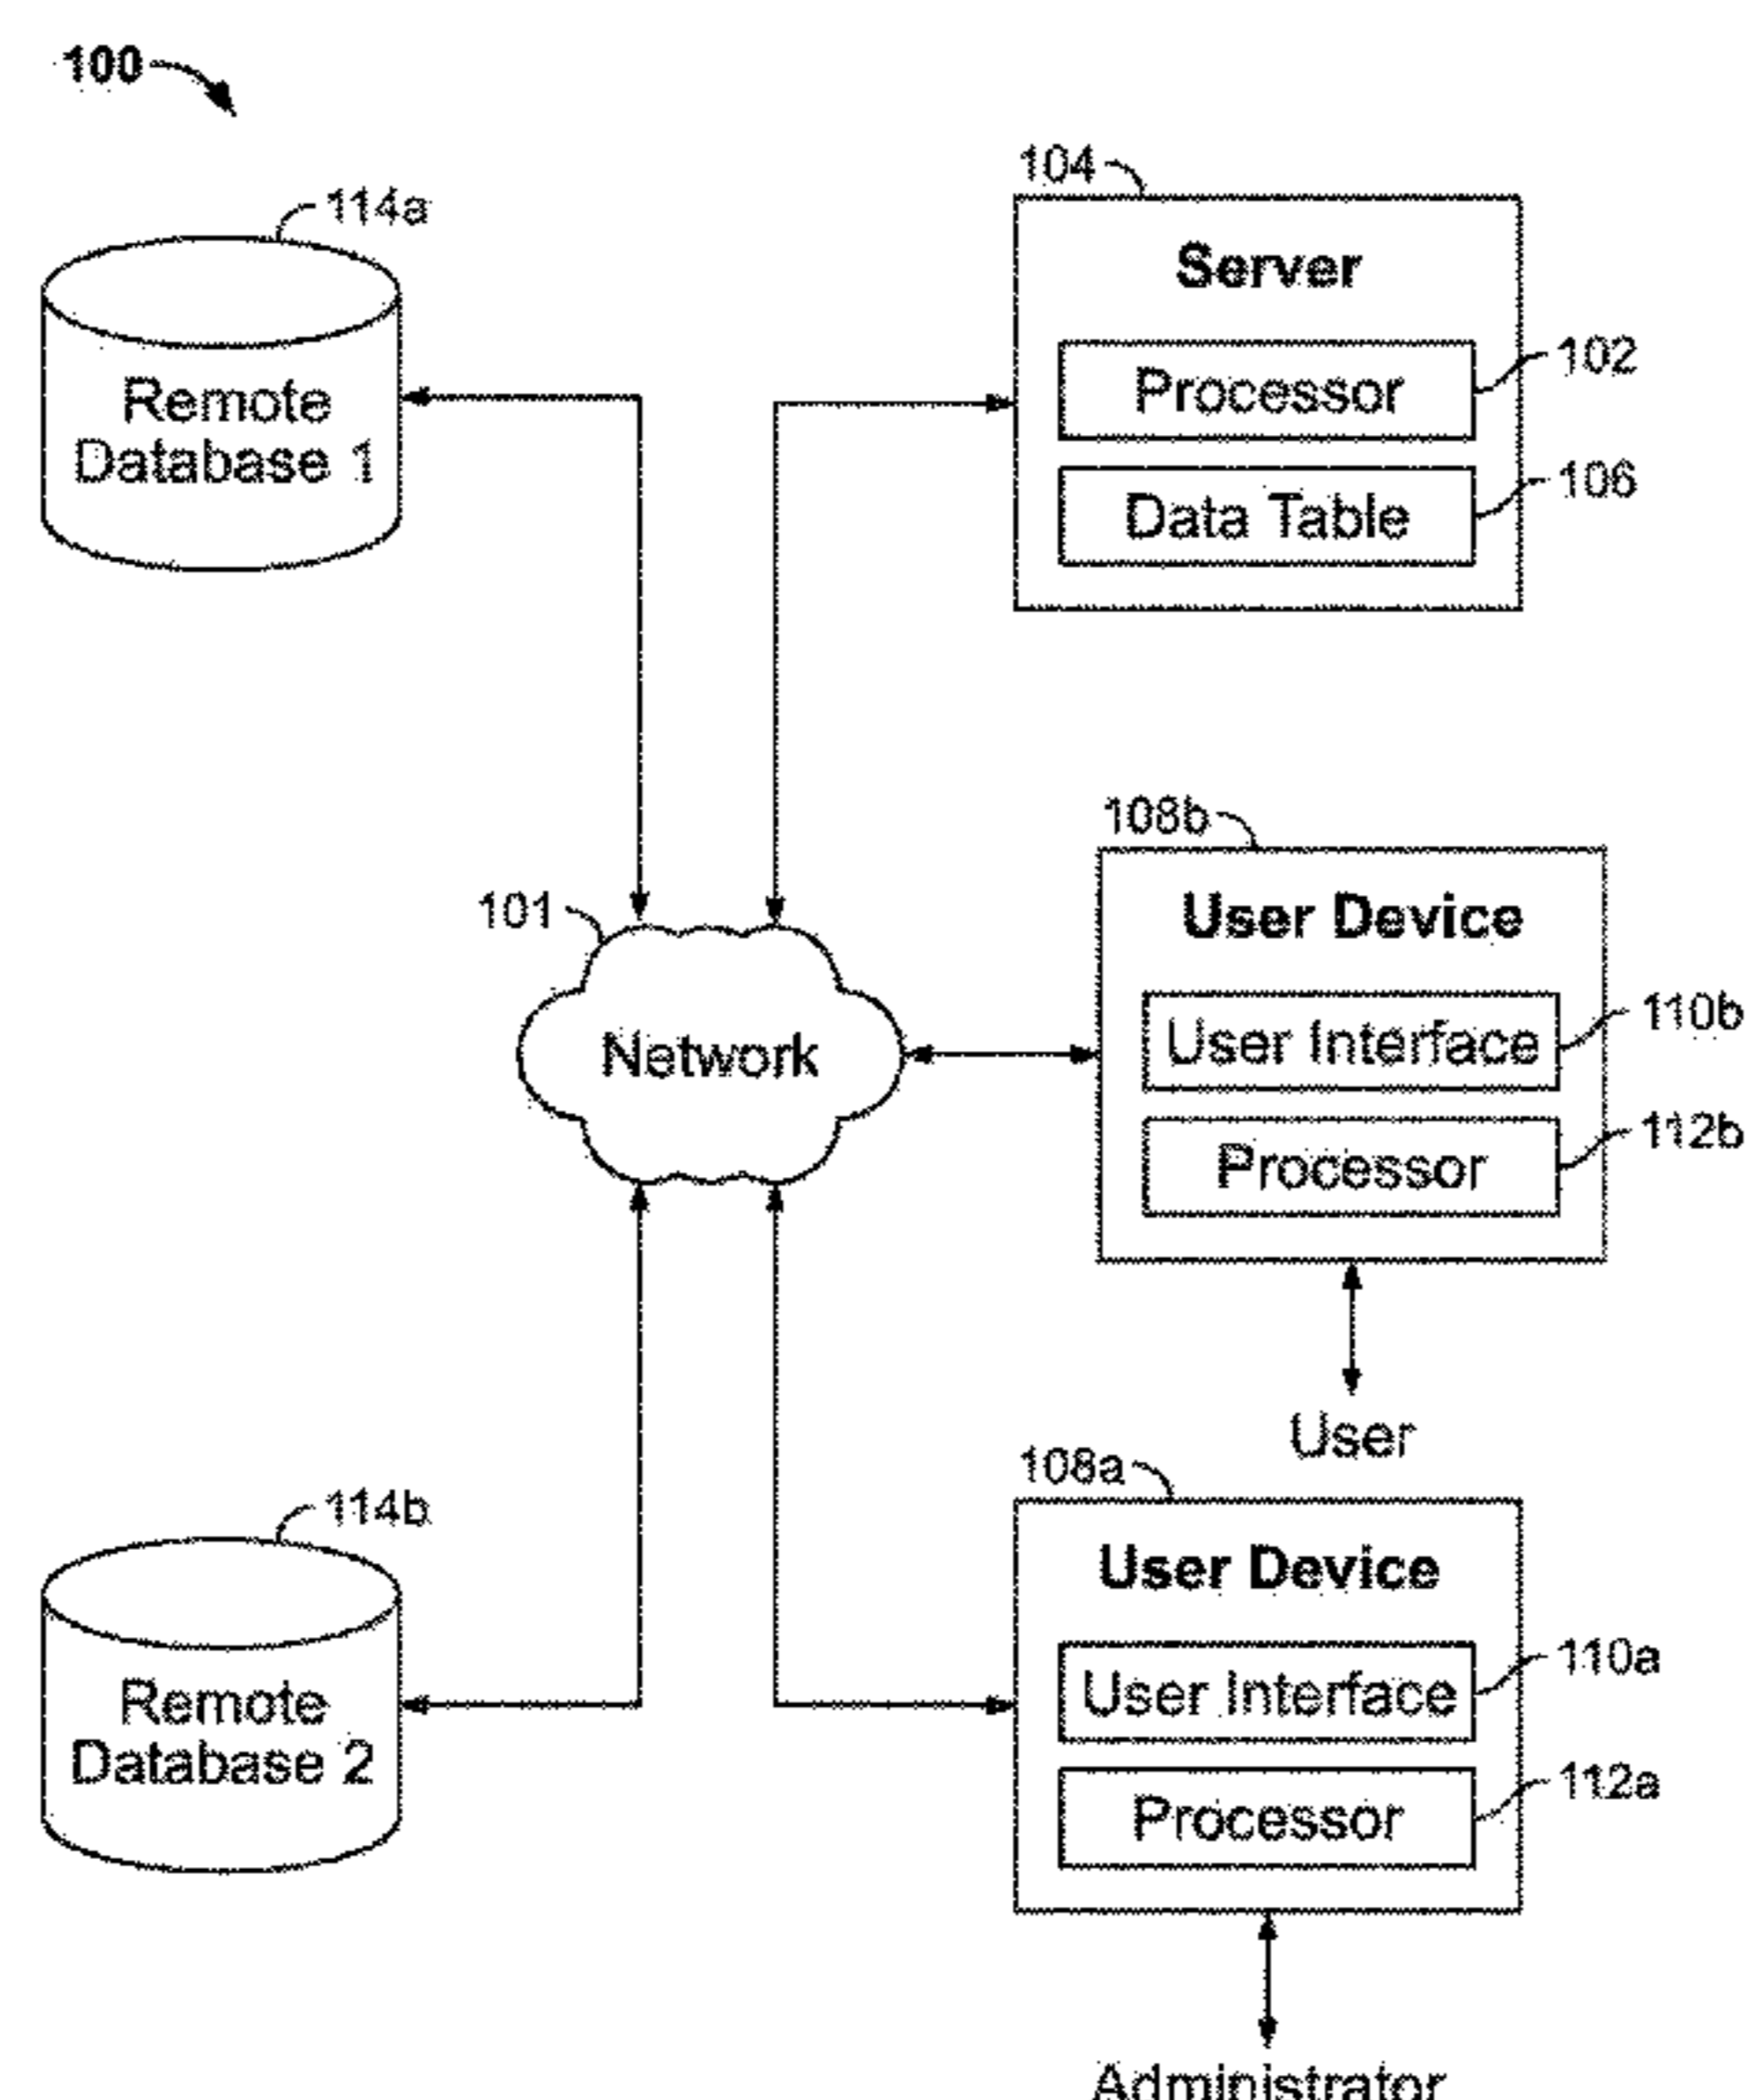 100
104
114a
Server
Processor
102
Remote
Database 1
Data Table
106
108b
User Device
101
Network
User Interface
110b
Processor
112b
User
108a
114b
User Device
User Interface
110a
Remote
Database 2
Processor
112a
Administrator